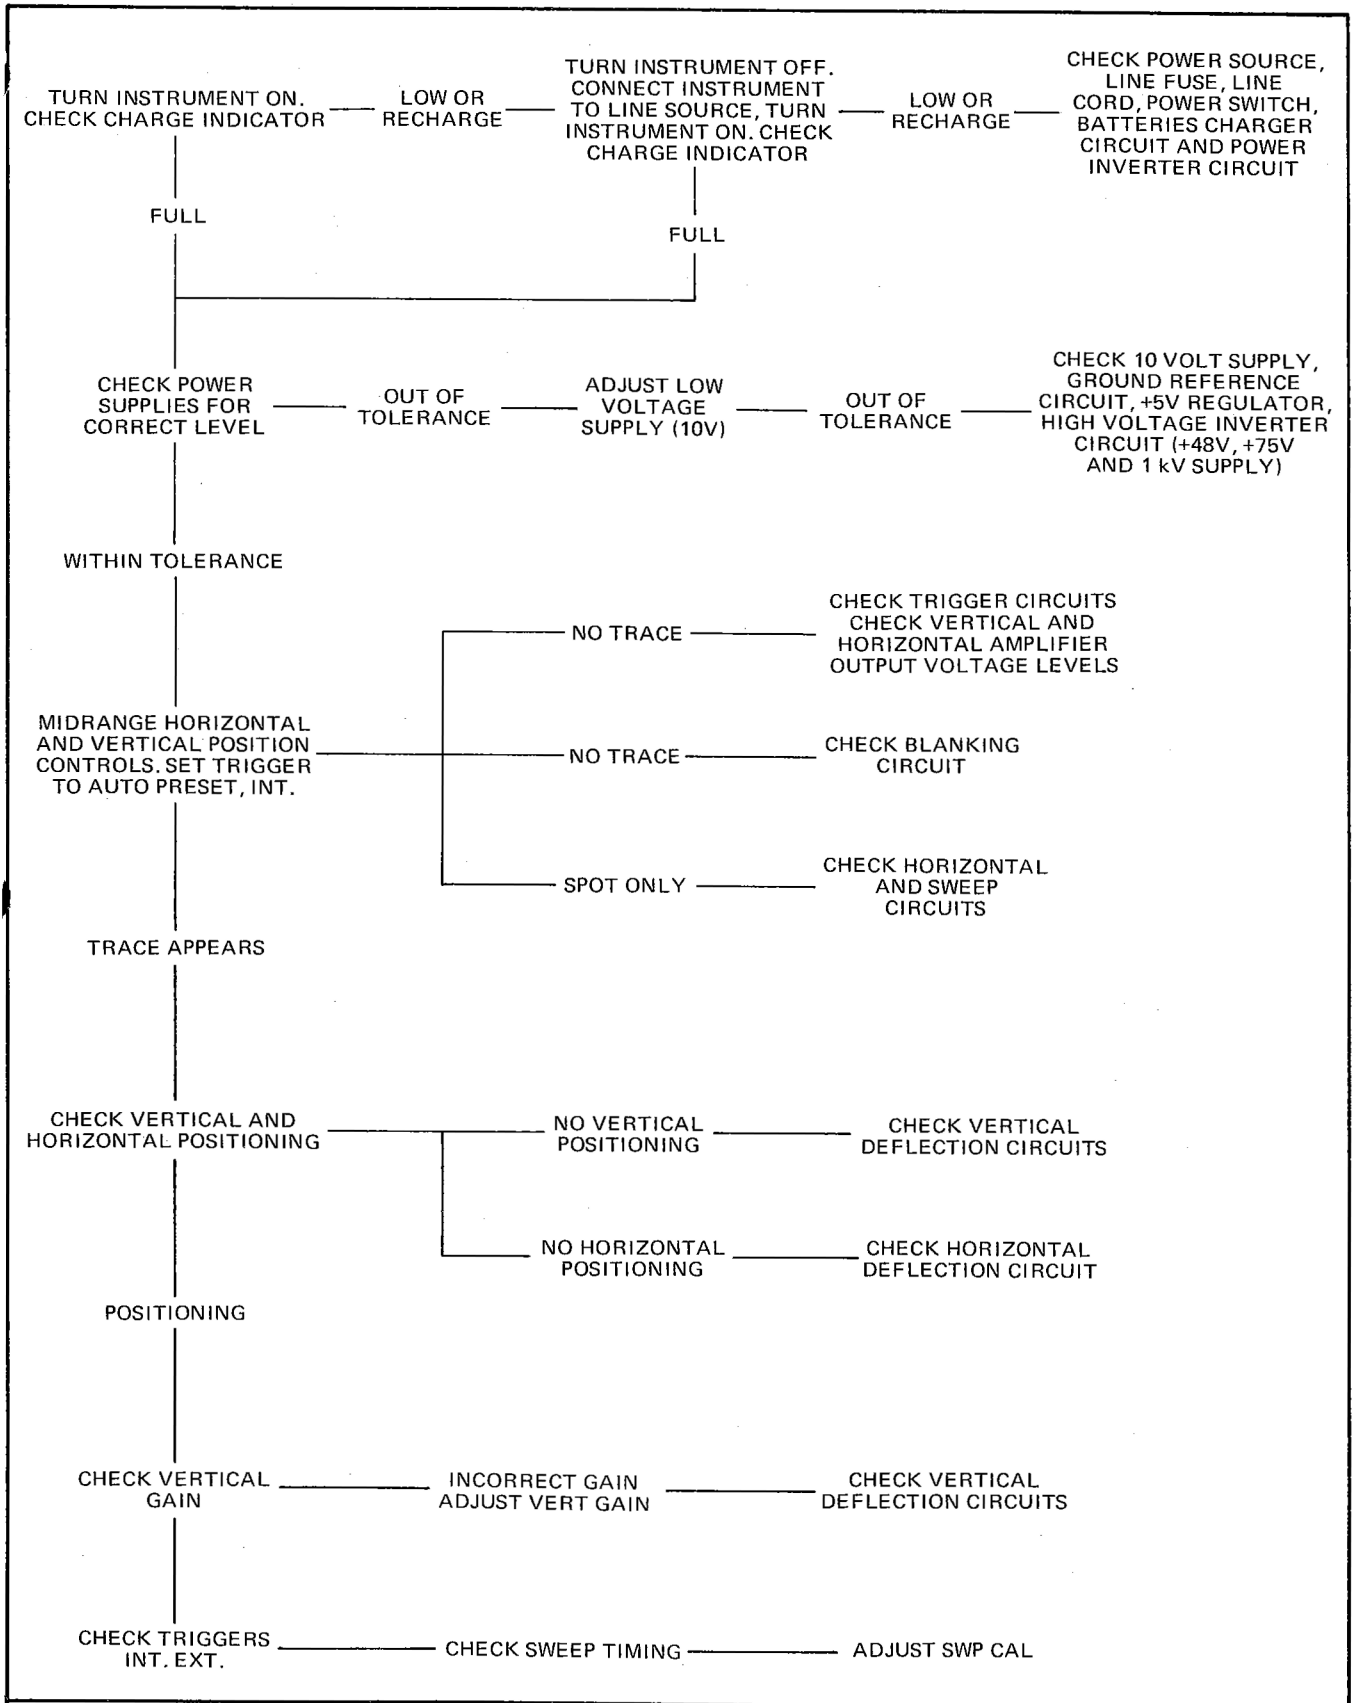 TURN INSTRUMENT ON.
CHECK CHARGE INDICATOR
LOW OR
RECHARGE
TURN INSTRUMENT OFF.
CONNECT INSTRUMENT
TO LINE SOURCE, TURN
INSTRUMENT ON. CHECK
CHARGE INDICATOR
LOW OR
RECHARGE
CHECK POWER SOURCE,
LINE FUSE, LINE
CORD, POWER SWITCH,
BATTERIES CHARGER
CIRCUIT AND POWER
INVERTER CIRCUIT
FULL
FULL
CHECK POWER
SUPPLIES FOR
CORRECT LEVEL
OUT OF
TOLERANCE
ADJUST LOW
VOLTAGE
SUPPLY (10V)
OUT OF
TOLERANCE
CHECK 10 VOLT SUPPLY,
GROUND REFERENCE
CIRCUIT, +5V REGULATOR,
HIGH VOLTAGE INVERTER
CIRCUIT (+48V, +75V
AND 1 kV SUPPLY)
WITHIN TOLERANCE
NO TRACE
CHECK TRIGGER CIRCUITS
CHECK VERTICAL AND
HORIZONTAL AMPLIFIER
OUTPUT VOLTAGE LEVELS
MIDRANGE HORIZONTAL
AND VERTICAL POSITION
CONTROLS. SET TRIGGER
TO AUTO PRESET, INT.
NO TRACE
CHECK BLANKING
CIRCUIT
SPOT ONLY
CHECK HORIZONTAL
AND SWEEP
CIRCUITS
TRACE APPEARS
CHECK VERTICAL AND
HORIZONTAL POSITIONING
NO VERTICAL
POSITIONING
CHECK VERTICAL
DEFLECTION CIRCUITS
NO HORIZONTAL
POSITIONING
CHECK HORIZONTAL
DEFLECTION CIRCUIT
POSITIONING
CHECK VERTICAL
GAIN
INCORRECT GAIN
ADJUST VERT GAIN
CHECK VERTICAL
DEFLECTION CIRCUITS
CHECK TRIGGERS
INT. EXT.
CHECK SWEEP TIMING
ADJUST SWP CAL